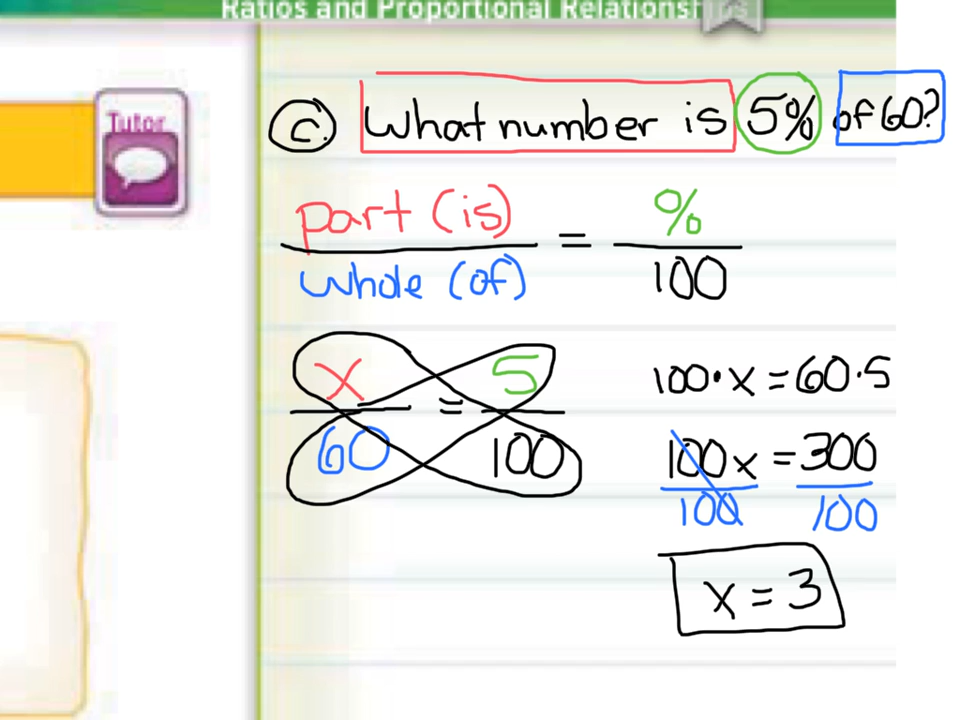 Ratios and Proportional Relationships
Tutor
C. What number is 5% of 60?
part (is) = %
whole (of) 100
x = 5
60 100
100·x = 60·5
100x = 300
100 100
x = 3